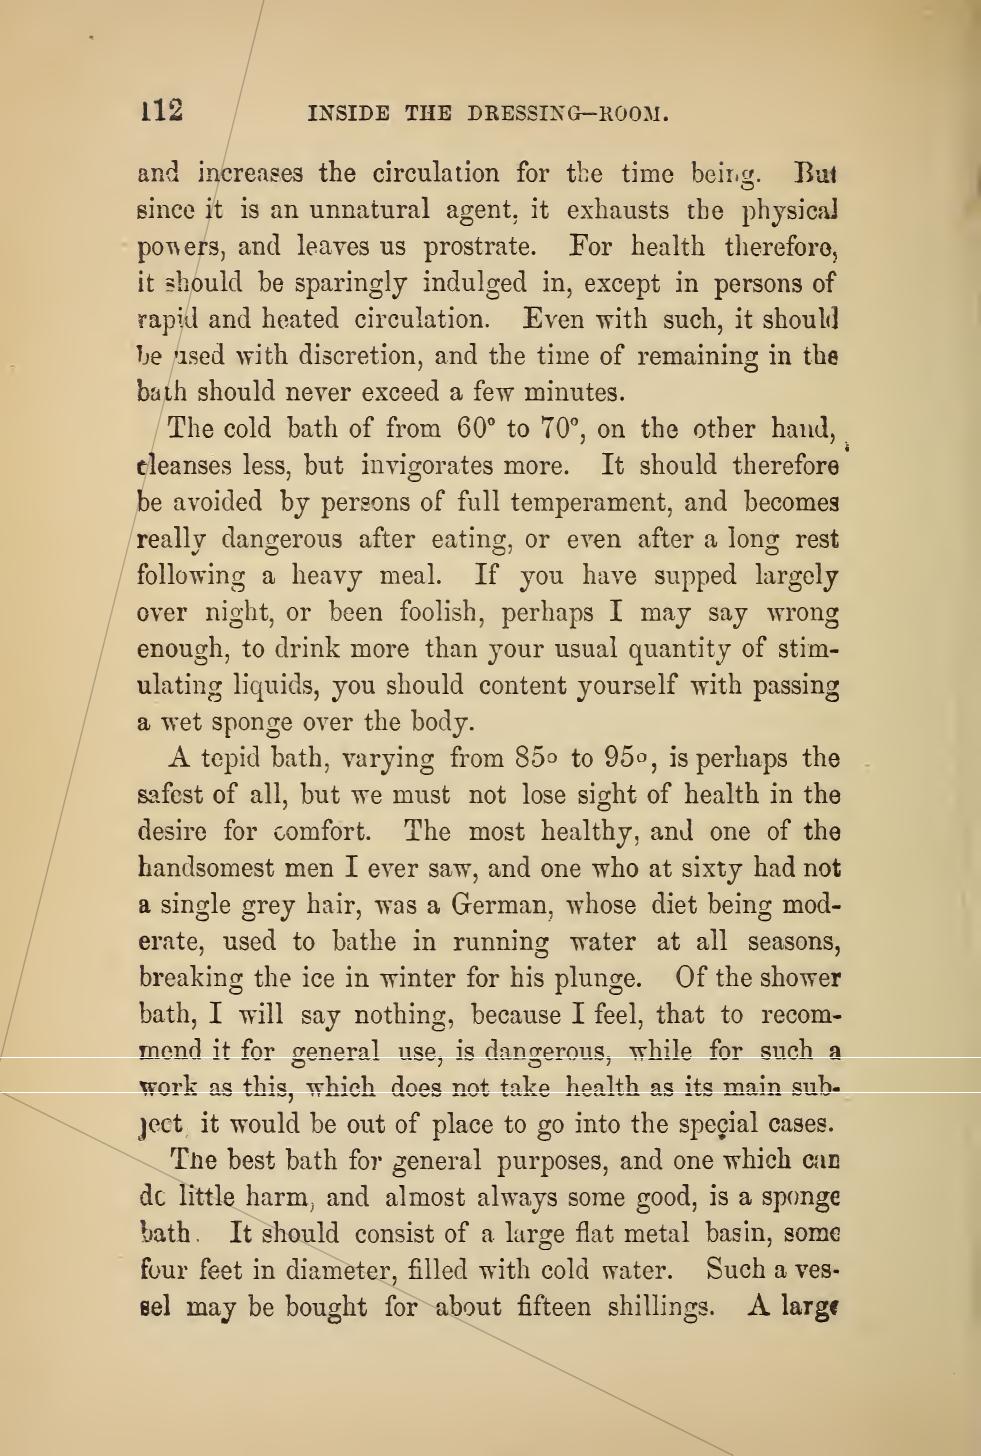 112 INSIDE THE DRESSING-ROOM.
and increases the circulation for the time being. But
since it is an unnatural agent, it exhausts the physical
powers, and leaves us prostrate. For health therefore,
it should be sparingly indulged in, except in persons of
rapid and heated circulation. Even with such, it should
be used with discretion, and the time of remaining in the
bath should never exceed a few minutes.
The cold bath of from 60° to 70°, on the other hand,
cleanses less, but invigorates more. It should therefore
be avoided by persons of full temperament, and becomes
really dangerous after eating, or even after a long rest
following a heavy meal. If you have supped largely
over night, or been foolish, perhaps I may say wrong
enough, to drink more than your usual quantity of stim-
ulating liquids, you should content yourself with passing
a wet sponge over the body.
A tepid bath, varying from 85o to 95o, is perhaps the
safest of all, but we must not lose sight of health in the
desire for comfort. The most healthy, and one of the
handsomest men I ever saw, and one who at sixty had not
a single grey hair, was a German, whose diet being mod-
erate, used to bathe in running water at all seasons,
breaking the ice in winter for his plunge. Of the shower
bath, I will say nothing, because I feel, that to recom-
mend it for general use, is dangerous, while for such a
work as this, which does not take health as its main sub-
ject, it would be out of place to go into the special cases.
The best bath for general purposes, and one which can
do little harm, and almost always some good, is a sponge
bath. It should consist of a large flat metal basin, some
four feet in diameter, filled with cold water. Such a ves-
sel may be bought for about fifteen shillings. A large